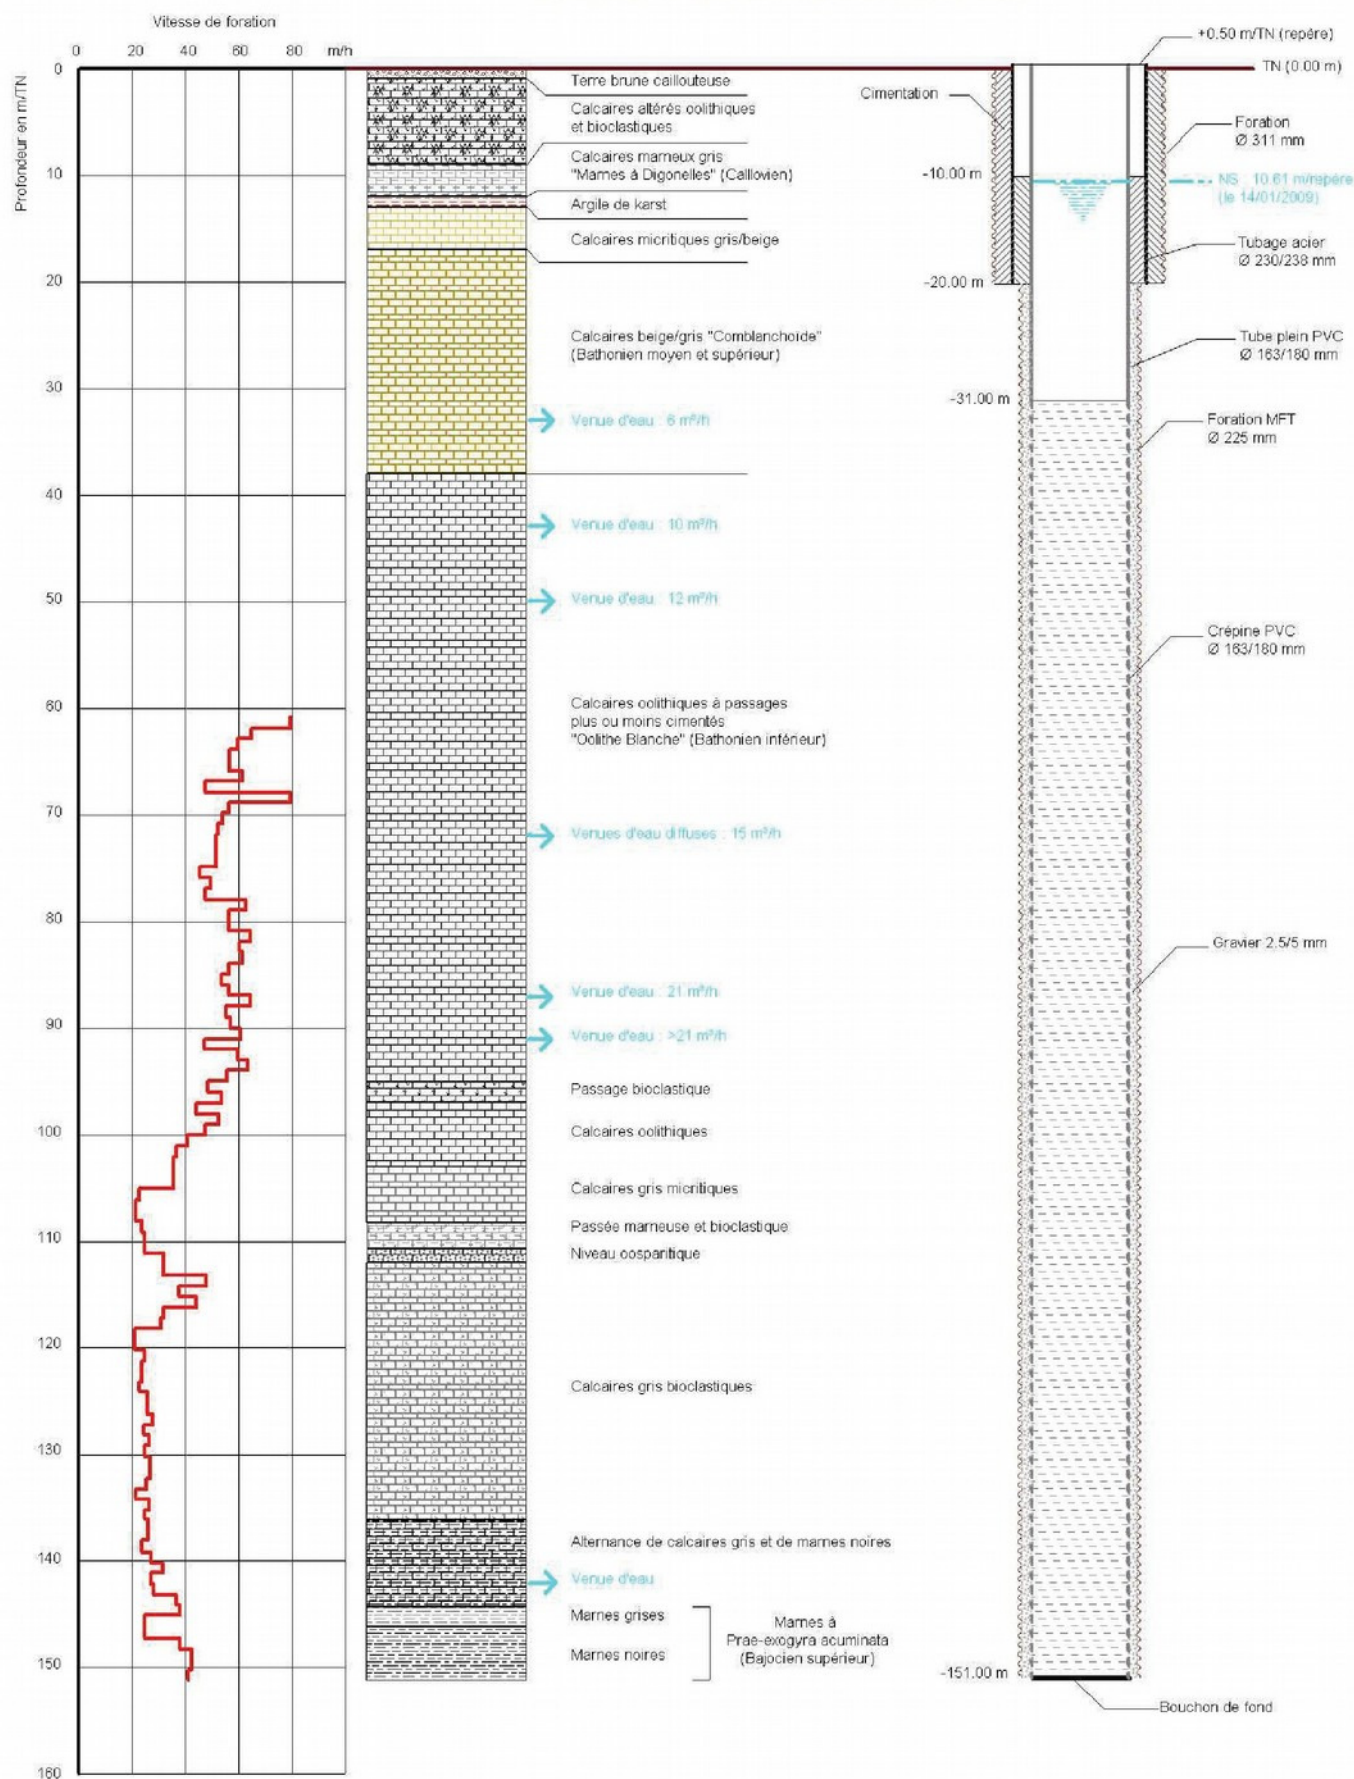 Vitesse de foration
0 20 40 60 80 m/h
Profondeur en m/TN
0
10
20
30
40
50
60
70
80
90
100
110
120
130
140
150
160
Terre brune caillouteuse
Calcaires altérés oolithiques
et bioclastiques
Calcaires marneux gris
"Marnes à Digonelles" (Callovien)
Argile de karst
Calcaires micritiques gris/beige
Calcaires beige/gris "Comblanchoïde"
(Bathonien moyen et supérieur)
Venue d'eau : 6 m³/h
Venue d'eau : 10 m³/h
Venue d'eau : 12 m³/h
Calcaires oolithiques à passages
plus ou moins cimentés
"Oolithe Blanche" (Bathonien inférieur)
Venues d'eau diffuses : 15 m³/h
Venue d'eau : 21 m³/h
Venue d'eau : >21 m³/h
Passage bioclastique
Calcaires oolithiques
Calcaires gris micritiques
Passée marneuse et bioclastique
Niveau oosparitique
Calcaires gris bioclastiques
Alternance de calcaires gris et de marnes noires
Venue d'eau
Marnes grises
Marnes noires
Marnes à
Prae-exogyra acuminata
(Bajocien supérieur)
+0.50 m/TN (repère)
TN (0.00 m)
Cimentation
Foration
Ø 311 mm
-10.00 m
NS : 10.61 m/repère
(le 14/01/2009)
Tubage acier
Ø 230/238 mm
-20.00 m
Tube plein PVC
Ø 163/180 mm
-31.00 m
Foration MFT
Ø 225 mm
Crépine PVC
Ø 163/180 mm
Gravier 2.5/5 mm
-151.00 m
Bouchon de fond